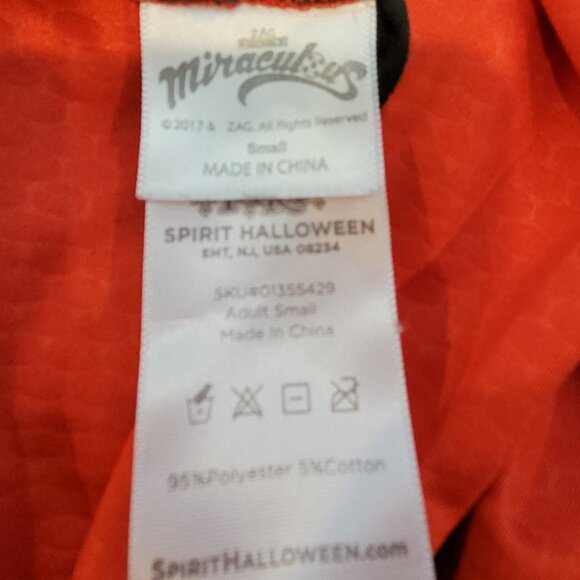 ZAG
Miraculous
© 2017 & ZAG. All Rights Reserved
Small
MADE IN CHINA
SPIRIT HALLOWEEN
EHT, NJ, USA 08234
SKU#01355429
Adult Small
Made in China
95%Polyester 5%Cotton
SPIRITHALLOWEEN.com